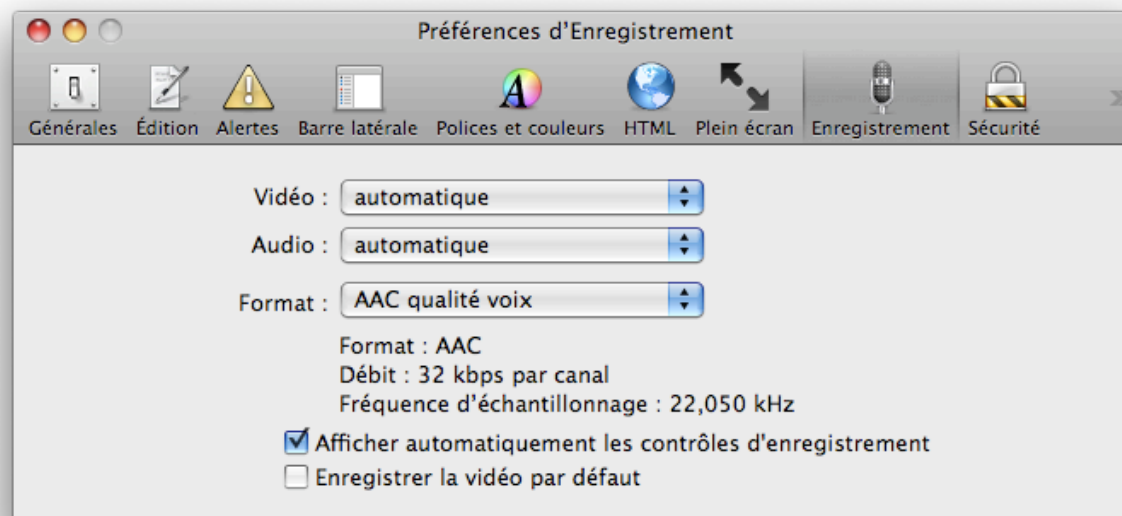 Préférences d'Enregistrement
Générales Édition Alertes Barre latérale Polices et couleurs HTML Plein écran Enregistrement Sécurité
Vidéo : automatique
Audio : automatique
Format : AAC qualité voix
Format : AAC
Débit : 32 kbps par canal
Fréquence d'échantillonnage : 22,050 kHz
Afficher automatiquement les contrôles d'enregistrement
Enregistrer la vidéo par défaut